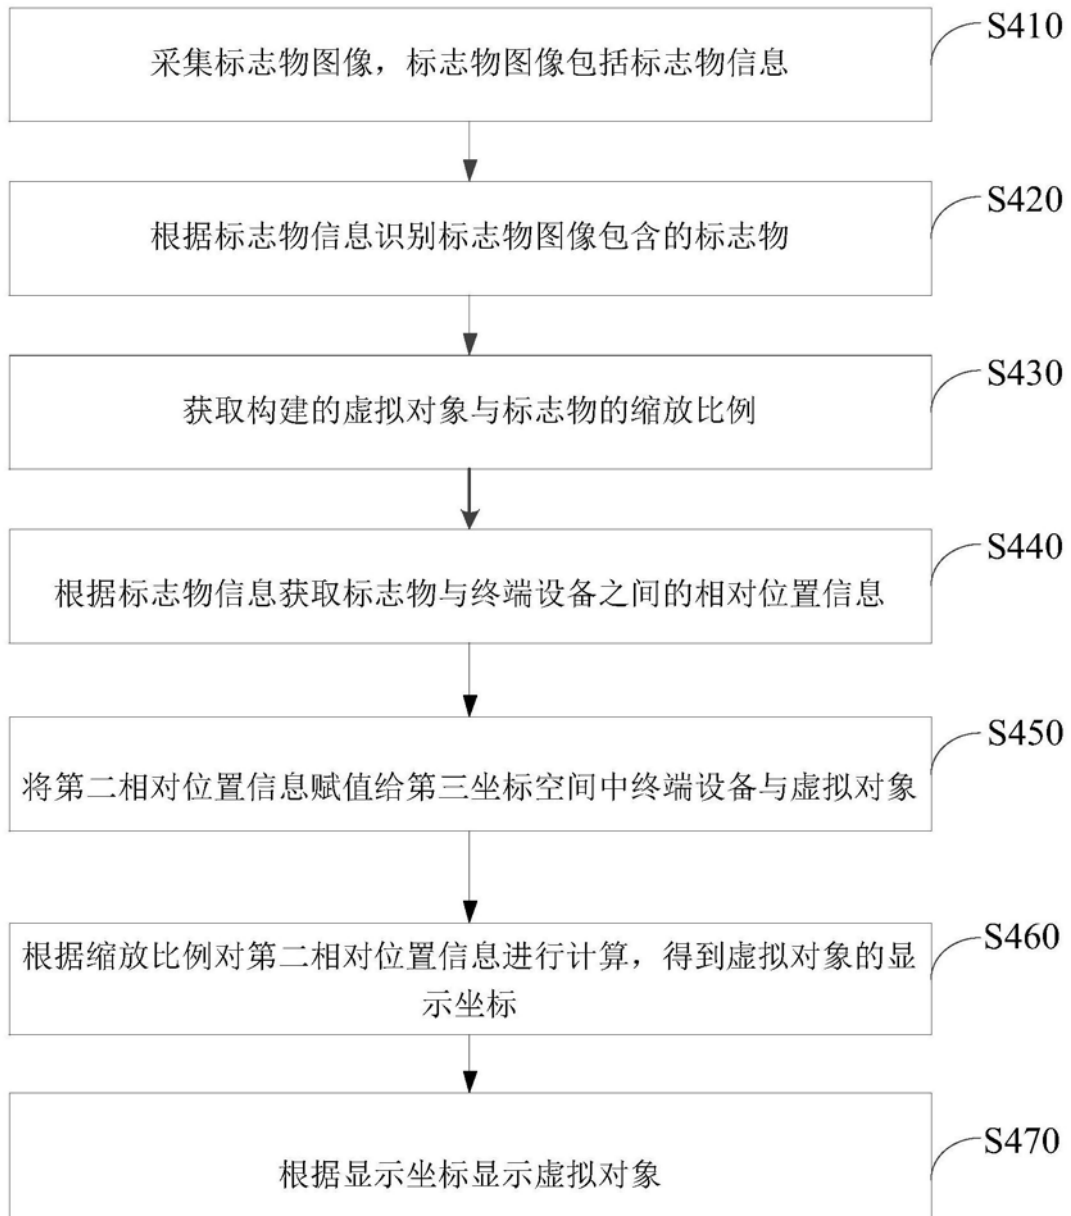 采集标志物图像，标志物图像包括标志物信息
S410
根据标志物信息识别标志物图像包含的标志物
S420
获取构建的虚拟对象与标志物的缩放比例
S430
根据标志物信息获取标志物与终端设备之间的相对位置信息
S440
将第二相对位置信息赋值给第三坐标空间中终端设备与虚拟对象
S450
根据缩放比例对第二相对位置信息进行计算，得到虚拟对象的显
示坐标
S460
根据显示坐标显示虚拟对象
S470